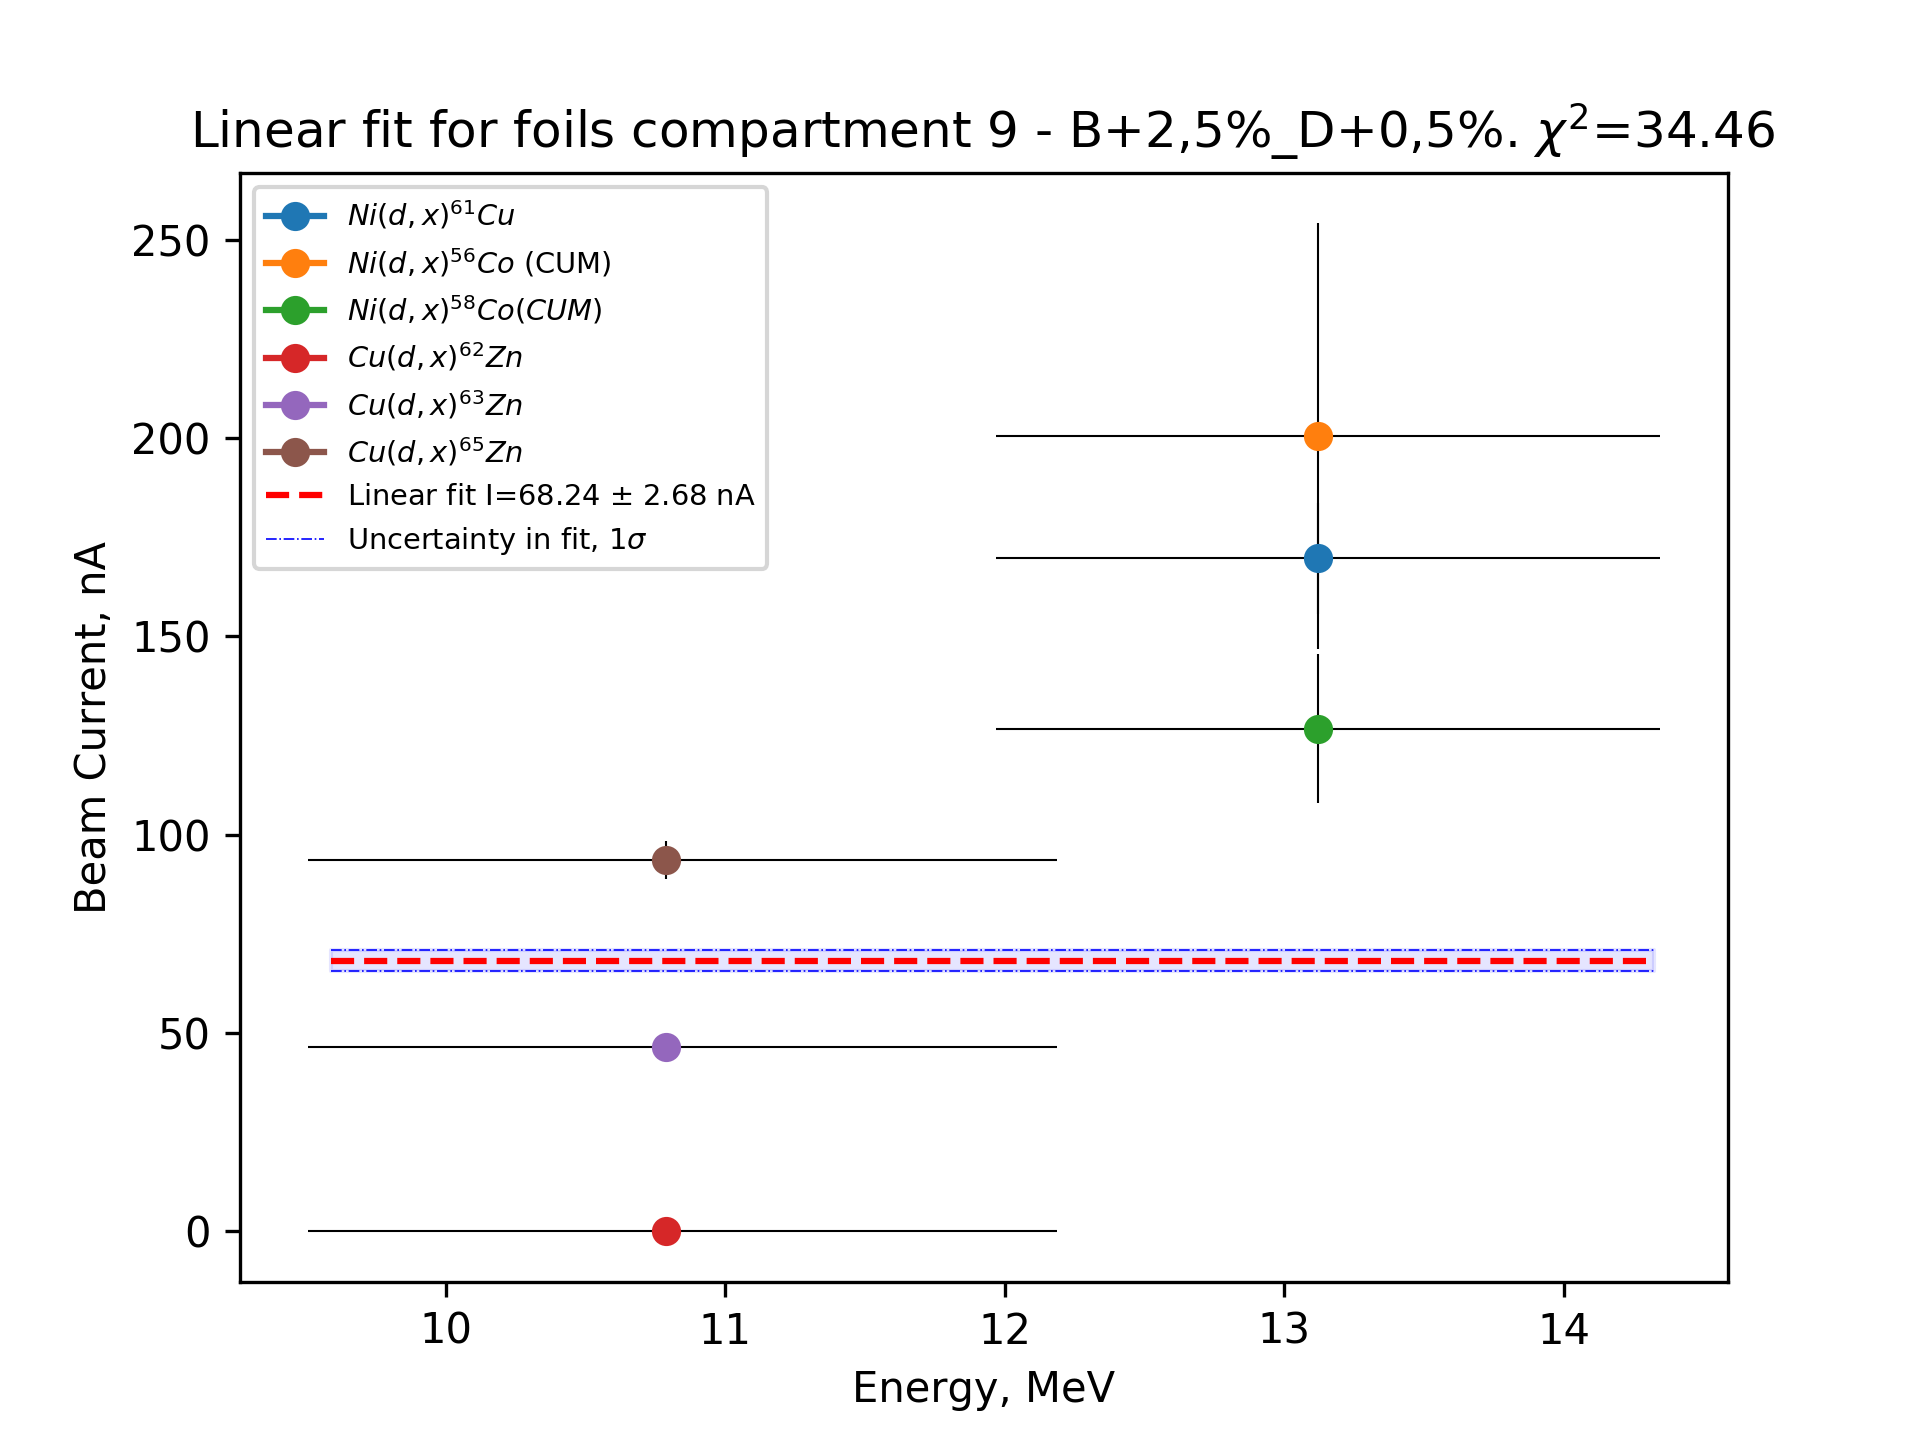 Linear fit for foils compartment 9 - B+2,5%_D+0,5%. χ²=34.46
Ni(d, x)⁶¹Cu
Ni(d, x)⁵⁶Co (CUM)
Ni(d, x)⁵⁸Co(CUM)
Cu(d, x)⁶²Zn
Cu(d, x)⁶³Zn
Cu(d, x)⁶⁵Zn
Linear fit I=68.24 ± 2.68 nA
Uncertainty in fit, 1σ
Beam Current, nA
250
200
150
100
50
0
10 11 12 13 14
Energy, MeV